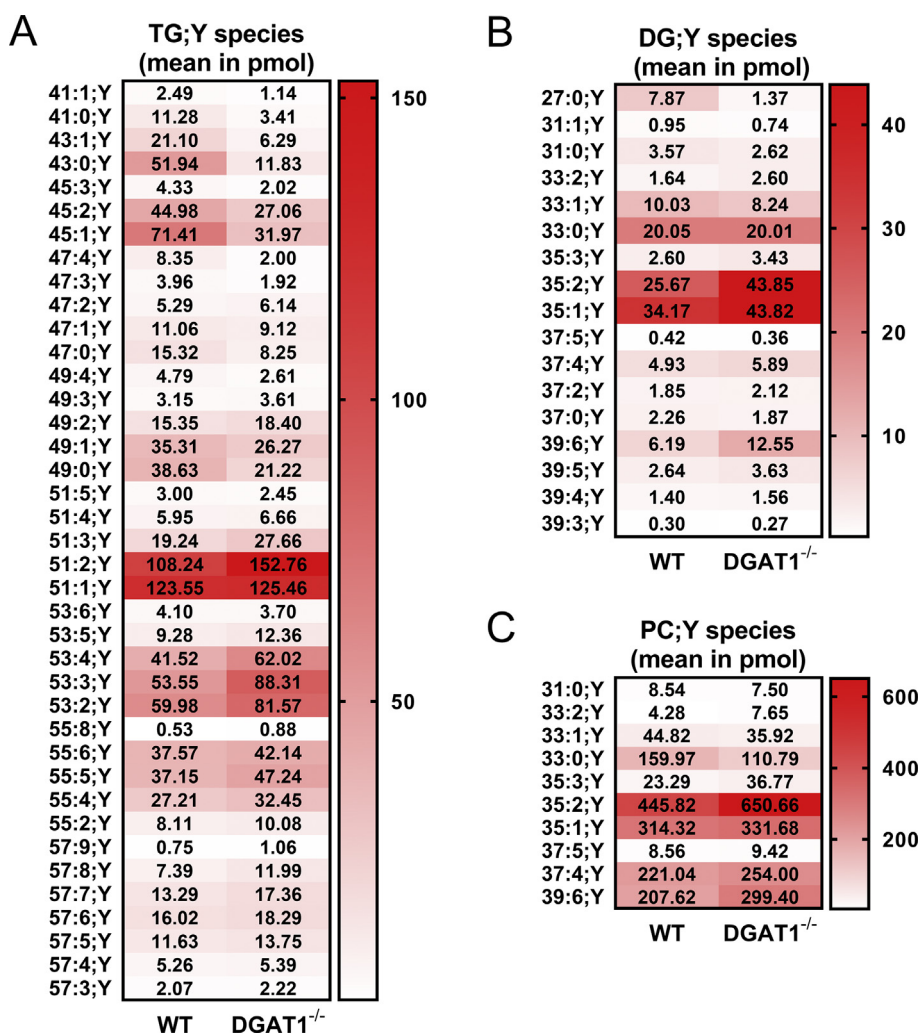 A
TG;Y species
(mean in pmol)
41:1;Y 2.49 1.14
41:0;Y 11.28 3.41
43:1;Y 21.10 6.29
43:0;Y 51.94 11.83
45:3;Y 4.33 2.02
45:2;Y 44.98 27.06
45:1;Y 71.41 31.97
47:4;Y 8.35 2.00
47:3;Y 3.96 1.92
47:2;Y 5.29 6.14
47:1;Y 11.06 9.12
47:0;Y 15.32 8.25
49:4;Y 4.79 2.61
49:3;Y 3.15 3.61
49:2;Y 15.35 18.40
49:1;Y 35.31 26.27
49:0;Y 38.63 21.22
51:5;Y 3.00 2.45
51:4;Y 5.95 6.66
51:3;Y 19.24 27.66
51:2;Y 108.24 152.76
51:1;Y 123.55 125.46
53:6;Y 4.10 3.70
53:5;Y 9.28 12.36
53:4;Y 41.52 62.02
53:3;Y 53.55 88.31
53:2;Y 59.98 81.57
55:8;Y 0.53 0.88
55:6;Y 37.57 42.14
55:5;Y 37.15 47.24
55:4;Y 27.21 32.45
55:2;Y 8.11 10.08
57:9;Y 0.75 1.06
57:8;Y 7.39 11.99
57:7;Y 13.29 17.36
57:6;Y 16.02 18.29
57:5;Y 11.63 13.75
57:4;Y 5.26 5.39
57:3;Y 2.07 2.22
WT DGAT1-/-
150
100
50
B
DG;Y species
(mean in pmol)
27:0;Y 7.87 1.37
31:1;Y 0.95 0.74
31:0;Y 3.57 2.62
33:2;Y 1.64 2.60
33:1;Y 10.03 8.24
33:0;Y 20.05 20.01
35:3;Y 2.60 3.43
35:2;Y 25.67 43.85
35:1;Y 34.17 43.82
37:5;Y 0.42 0.36
37:4;Y 4.93 5.89
37:2;Y 1.85 2.12
37:0;Y 2.26 1.87
39:6;Y 6.19 12.55
39:5;Y 2.64 3.63
39:4;Y 1.40 1.56
39:3;Y 0.30 0.27
WT DGAT1-/-
40
30
20
10
C
PC;Y species
(mean in pmol)
31:0;Y 8.54 7.50
33:2;Y 4.28 7.65
33:1;Y 44.82 35.92
33:0;Y 159.97 110.79
35:3;Y 23.29 36.77
35:2;Y 445.82 650.66
35:1;Y 314.32 331.68
37:5;Y 8.56 9.42
37:4;Y 221.04 254.00
39:6;Y 207.62 299.40
WT DGAT1-/-
600
400
200